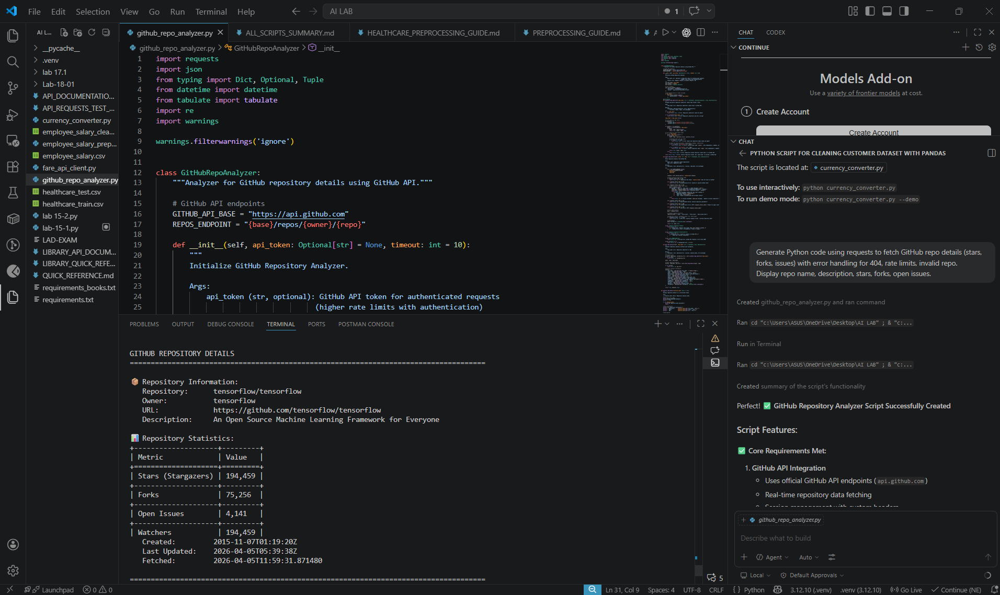 File Edit Selection View Go Run Terminal Help
AI LAB
1
AI L...
__pycache__
.venv
lab 17.1
Lab-18-01
API_DOCUMENTATIO...
API_REQUESTS_TEST_...
currency_converter.py
employee_salary_clea...
employee_salary_prep...
employee_salary.csv
fare_api_client.py
github_repo_analyzer.py
healthcare_test.csv
healthcare_train.csv
lab 15-2.py
lab-15-1.py
LAD-EXAM
LIBRARY_API_DOCUM...
LIBRARY_QUICK_REFE...
QUICK_REFERENCE.md
requirements_books.txt
requirements.txt
github_repo_analyzer.py ALL_SCRIPTS_SUMMARY.md HEALTHCARE_PREPROCESSING_GUIDE.md PREPROCESSING_GUIDE.md
github_repo_analyzer.py > GitHubRepoAnalyzer > __init__
1 import requests
2 import json
3 from typing import Dict, Optional, Tuple
4 from datetime import datetime
5 from tabulate import tabulate
6 import re
7 import warnings
8
9 warnings.filterwarnings('ignore')
10
11
12 class GitHubRepoAnalyzer:
13 """Analyzer for GitHub repository details using GitHub API."""
14
15 # GitHub API endpoints
16 GITHUB_API_BASE = "https://api.github.com"
17 REPOS_ENDPOINT = "{base}/repos/{owner}/{repo}"
18
19 def __init__(self, api_token: Optional[str] = None, timeout: int = 10):
20 """
21 Initialize GitHub Repository Analyzer.
22
23 Args:
24 api_token (str, optional): GitHub API token for authenticated requests
25 (higher rate limits with authentication)
PROBLEMS OUTPUT DEBUG CONSOLE TERMINAL PORTS POSTMAN CONSOLE
GITHUB REPOSITORY DETAILS
=====================================================================================
📦 Repository Information:
Repository: tensorflow/tensorflow
Owner: tensorflow
URL: https://github.com/tensorflow/tensorflow
Description: An Open Source Machine Learning Framework for Everyone
📊 Repository Statistics:
+--------------------+---------+
| Metric | Value |
+====================+=========+
| Stars (Stargazers) | 194,459 |
+--------------------+---------+
| Forks | 75,256 |
+--------------------+---------+
| Open Issues | 4,141 |
+--------------------+---------+
| Watchers | 194,459 |
Created: 2015-11-07T01:19:20Z
Last Updated: 2026-04-05T05:39:38Z
Fetched: 2026-04-05T11:59:31.871480
=====================================================================================
5
CHAT CODEX
CONTINUE
Models Add-on
Use a variety of frontier models at cost.
1 Create Account
Create Account
CHAT
PYTHON SCRIPT FOR CLEANING CUSTOMER DATASET WITH PANDAS
The script is located at: currency_converter.py
To use interactively: python currency_converter.py
To run demo mode: python currency_converter.py --demo
Generate Python code using requests to fetch GitHub repo details (stars,
forks, issues) with error handling for 404, rate limits, invalid repo.
Display repo name, description, stars, forks, open issues.
Created github_repo_analyzer.py and ran command
Ran cd "c:\Users\ASUS\OneDrive\Desktop\AI LAB" ; & "c:...
Run in Terminal
Ran cd "c:\Users\ASUS\OneDrive\Desktop\AI LAB" ; & "c:...
Created summary of the script's functionality
Perfect! ✅ GitHub Repository Analyzer Script Successfully Created
Script Features:
✅ Core Requirements Met:
1. GitHub API Integration
Uses official GitHub API endpoints (api.github.com)
Real-time repository data fetching
Session management with custom headers
github_repo_analyzer.py
Describe what to build
Agent Auto
Local Default Approvals
Launchpad 0 0
Ln 31, Col 9 Spaces: 4 UTF-8 CRLF { } Python 3.12.10 (.venv) .venv (3.12.10) Go Live Continue (NE)